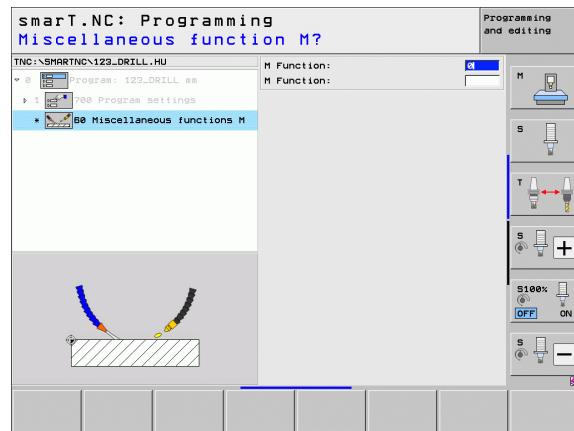 smarT.NC: Programming
Miscellaneous function M?
Programming
and editing
TNC:\SMARTNC\123_DRILL.HU
0 Program: 123_DRILL mm
1 700 Program settings
* 60 Miscellaneous functions M
M Function:
M Function:
M
S
T
S
+
S100%
OFF ON
S
−